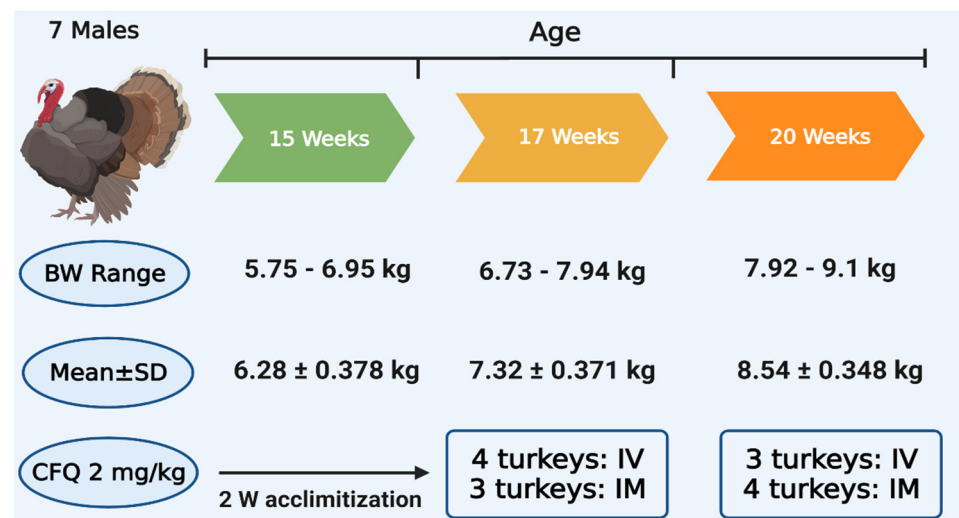 7 Males
Age
15 Weeks
17 Weeks
20 Weeks
BW Range
5.75 - 6.95 kg
6.73 - 7.94 kg
7.92 - 9.1 kg
Mean±SD
6.28 ± 0.378 kg
7.32 ± 0.371 kg
8.54 ± 0.348 kg
CFQ 2 mg/kg
2 W acclimitization
4 turkeys: IV
3 turkeys: IM
3 turkeys: IV
4 turkeys: IM